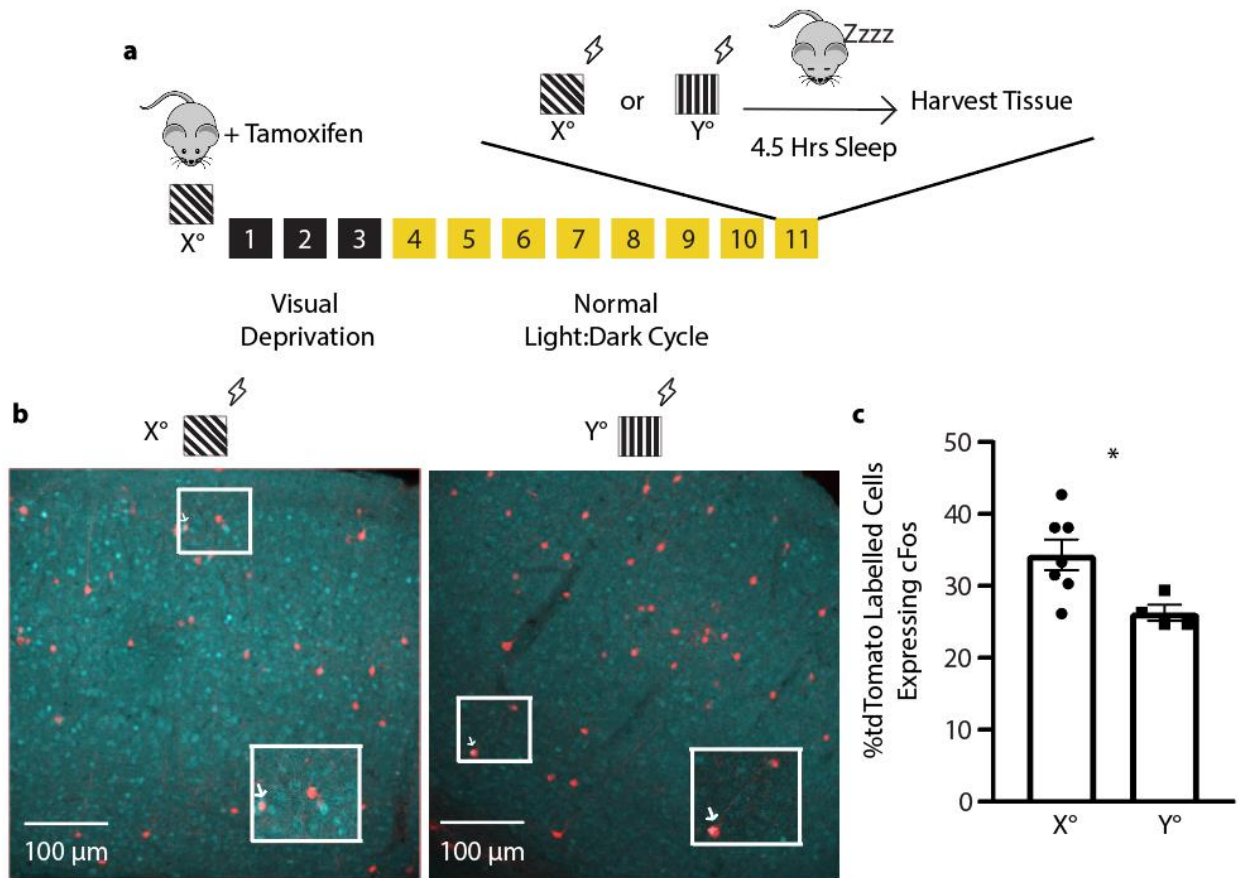 a
Zzzz
+ Tamoxifen
X°
or
Y°
4.5 Hrs Sleep
Harvest Tissue
X°
1 2 3 4 5 6 7 8 9 10 11
Visual
Deprivation
Normal
Light:Dark Cycle
b
X°
Y°
100 µm
100 µm
c
%tdTomato Labelled Cells
Expressing cFos
50
40
30
20
10
0
*
X°
Y°